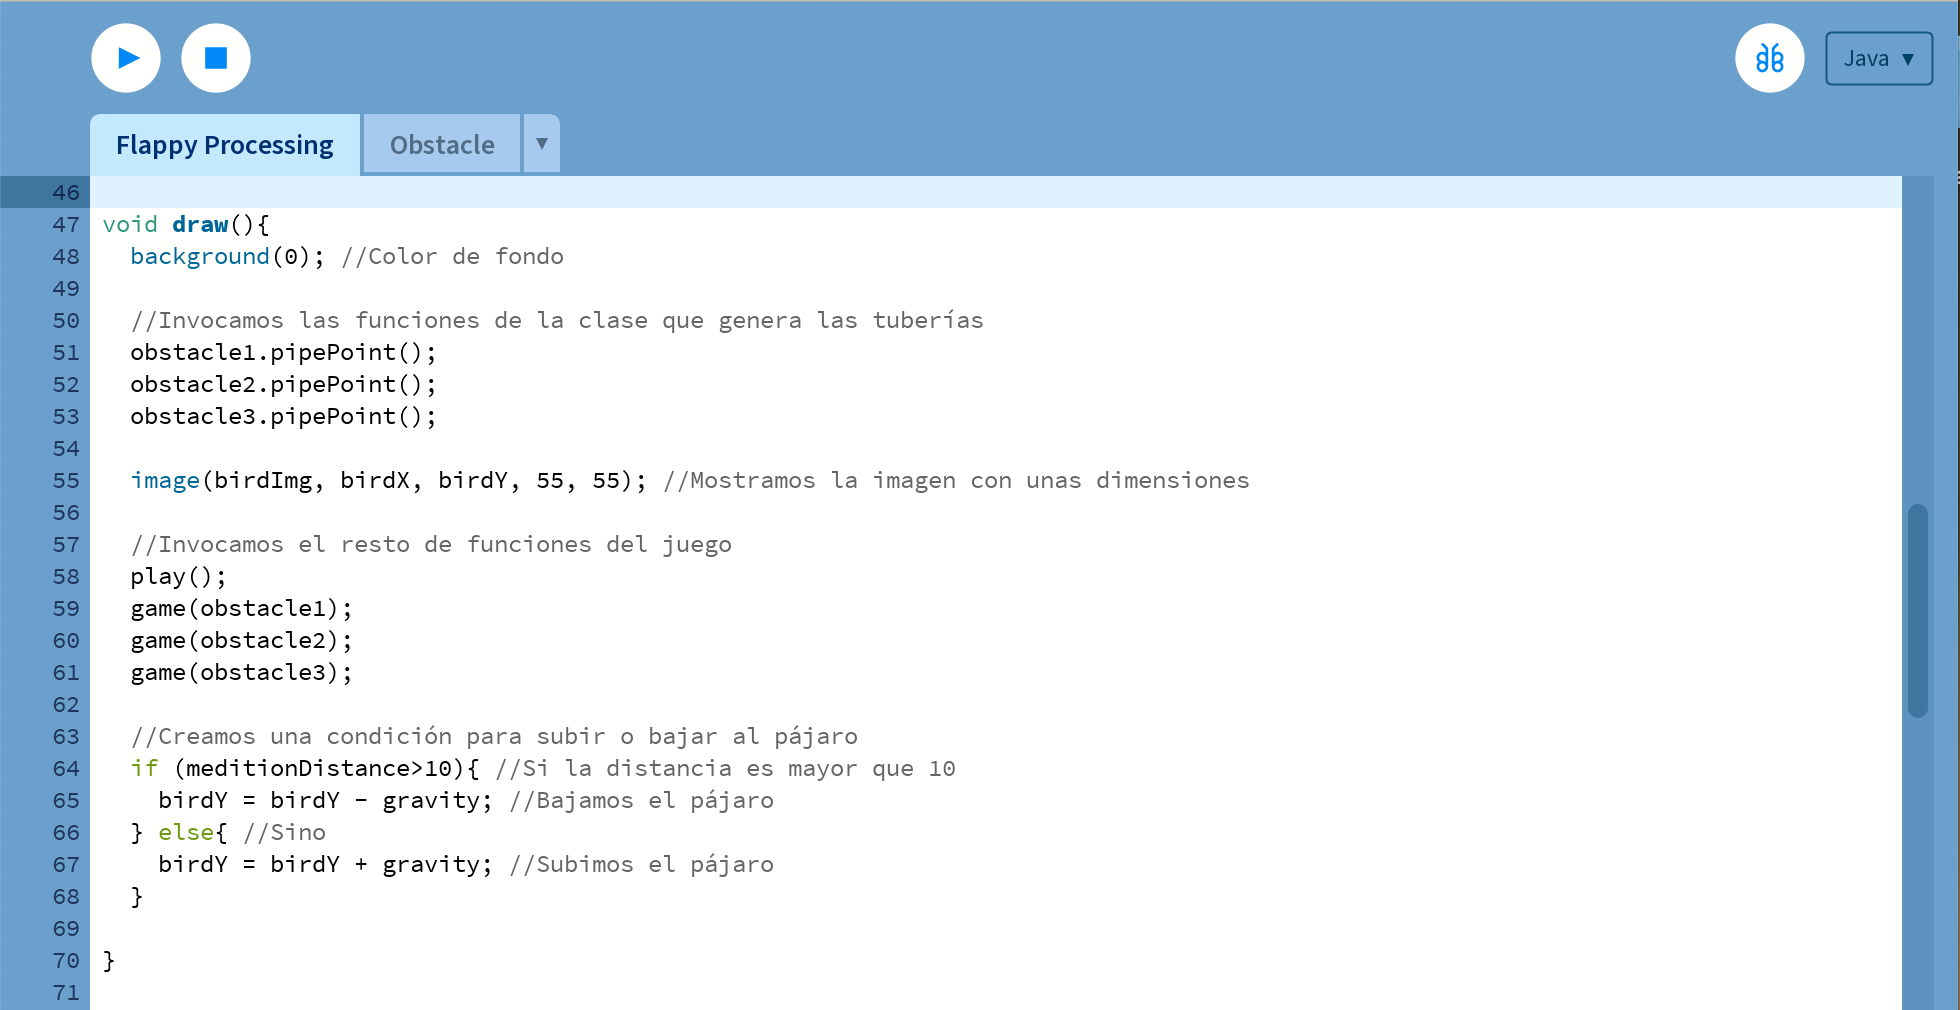 Java ▼
Flappy Processing Obstacle ▼
46
47 void draw(){
48   background(0); //Color de fondo
49
50   //Invocamos las funciones de la clase que genera las tuberías
51   obstacle1.pipePoint();
52   obstacle2.pipePoint();
53   obstacle3.pipePoint();
54
55   image(birdImg, birdX, birdY, 55, 55); //Mostramos la imagen con unas dimensiones
56
57   //Invocamos el resto de funciones del juego
58   play();
59   game(obstacle1);
60   game(obstacle2);
61   game(obstacle3);
62
63   //Creamos una condición para subir o bajar al pájaro
64   if (meditionDistance>10){ //Si la distancia es mayor que 10
65     birdY = birdY - gravity; //Bajamos el pájaro
66   } else{ //Sino
67     birdY = birdY + gravity; //Subimos el pájaro
68   }
69
70 }
71